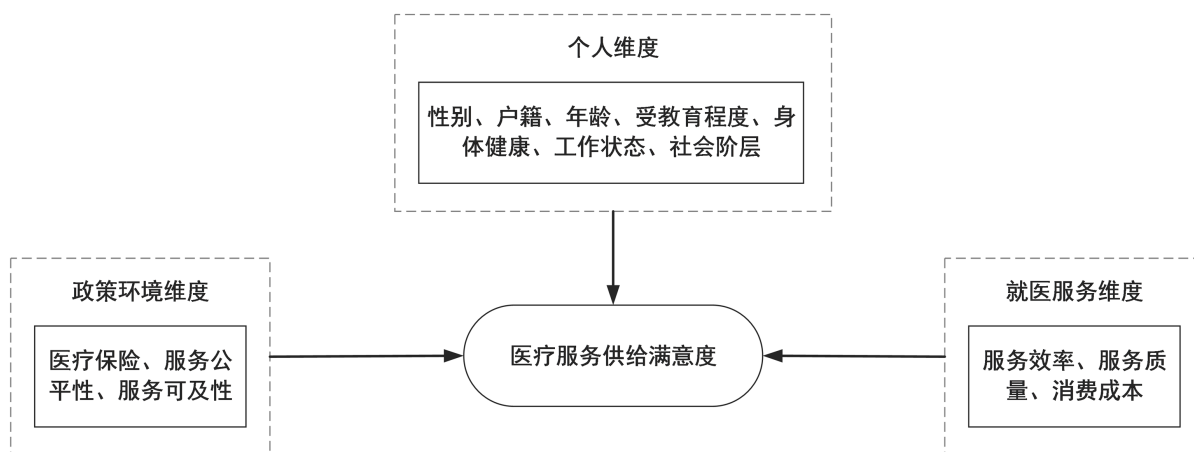 个人维度
性别、户籍、年龄、受教育程度、身
体健康、工作状态、社会阶层
政策环境维度
医疗保险、服务公
平性、服务可及性
医疗服务供给满意度
就医服务维度
服务效率、服务质
量、消费成本